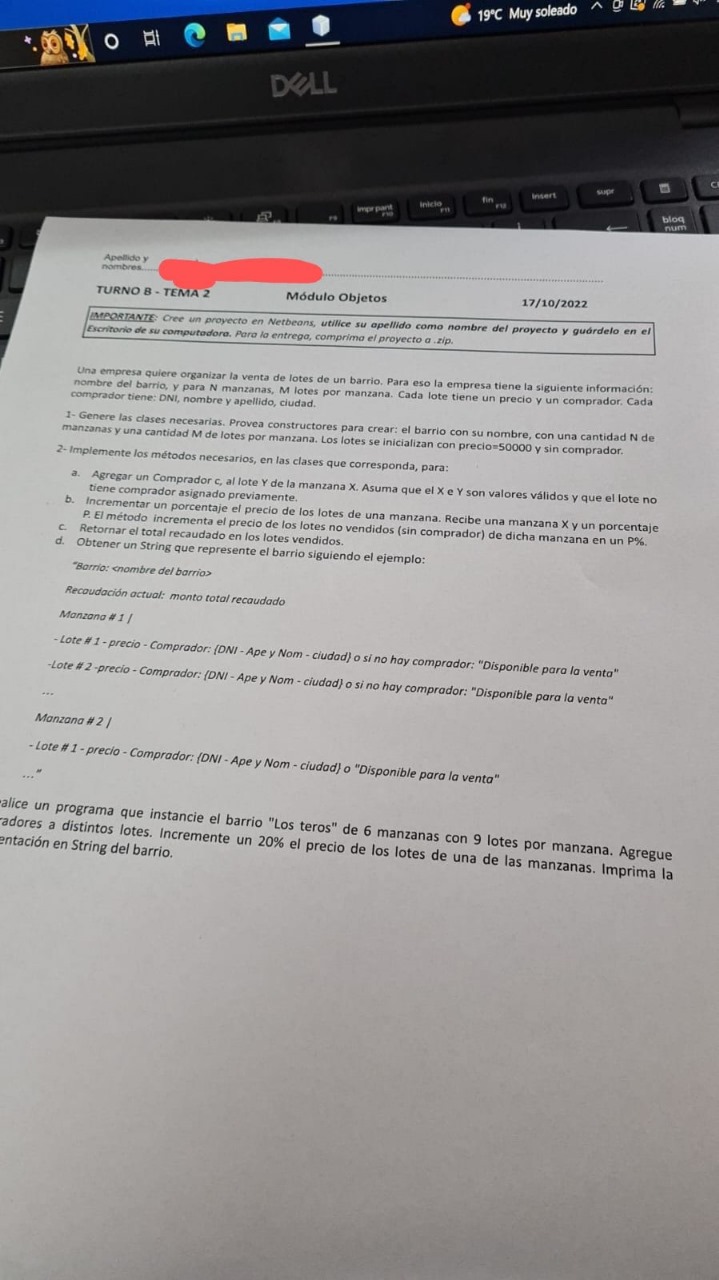 19°C Muy soleado
DELL
impr pant
F10
inicio
F11
fin
F12
insert
supr
bloq
num
F9
Apellido y
nombres......
TURNO B - TEMA 2 Módulo Objetos 17/10/2022
IMPORTANTE: Cree un proyecto en Netbeans, utilice su apellido como nombre del proyecto y guárdelo en el
Escritorio de su computadora. Para la entrega, comprima el proyecto a .zip.
Una empresa quiere organizar la venta de lotes de un barrio. Para eso la empresa tiene la siguiente información:
nombre del barrio, y para N manzanas, M lotes por manzana. Cada lote tiene un precio y un comprador. Cada
comprador tiene: DNI, nombre y apellido, ciudad.
1- Genere las clases necesarias. Provea constructores para crear: el barrio con su nombre, con una cantidad N de
manzanas y una cantidad M de lotes por manzana. Los lotes se inicializan con precio=50000 y sin comprador.
2- Implemente los métodos necesarios, en las clases que corresponda, para:
a. Agregar un Comprador c, al lote Y de la manzana X. Asuma que el X e Y son valores válidos y que el lote no
tiene comprador asignado previamente.
b. Incrementar un porcentaje el precio de los lotes de una manzana. Recibe una manzana X y un porcentaje
P. El método incrementa el precio de los lotes no vendidos (sin comprador) de dicha manzana en un P%.
c. Retornar el total recaudado en los lotes vendidos.
d. Obtener un String que represente el barrio siguiendo el ejemplo:
"Barrio: <nombre del barrio>
Recaudación actual: monto total recaudado
Manzana # 1 /
- Lote # 1 - precio - Comprador: {DNI - Ape y Nom - ciudad} o si no hay comprador: "Disponible para la venta"
-Lote # 2 -precio - Comprador: {DNI - Ape y Nom - ciudad} o si no hay comprador: "Disponible para la venta"
...
Manzana # 2 /
- Lote # 1 - precio - Comprador: {DNI - Ape y Nom - ciudad} o "Disponible para la venta"
..."
alice un programa que instancie el barrio "Los teros" de 6 manzanas con 9 lotes por manzana. Agregue
radores a distintos lotes. Incremente un 20% el precio de los lotes de una de las manzanas. Imprima la
entación en String del barrio.